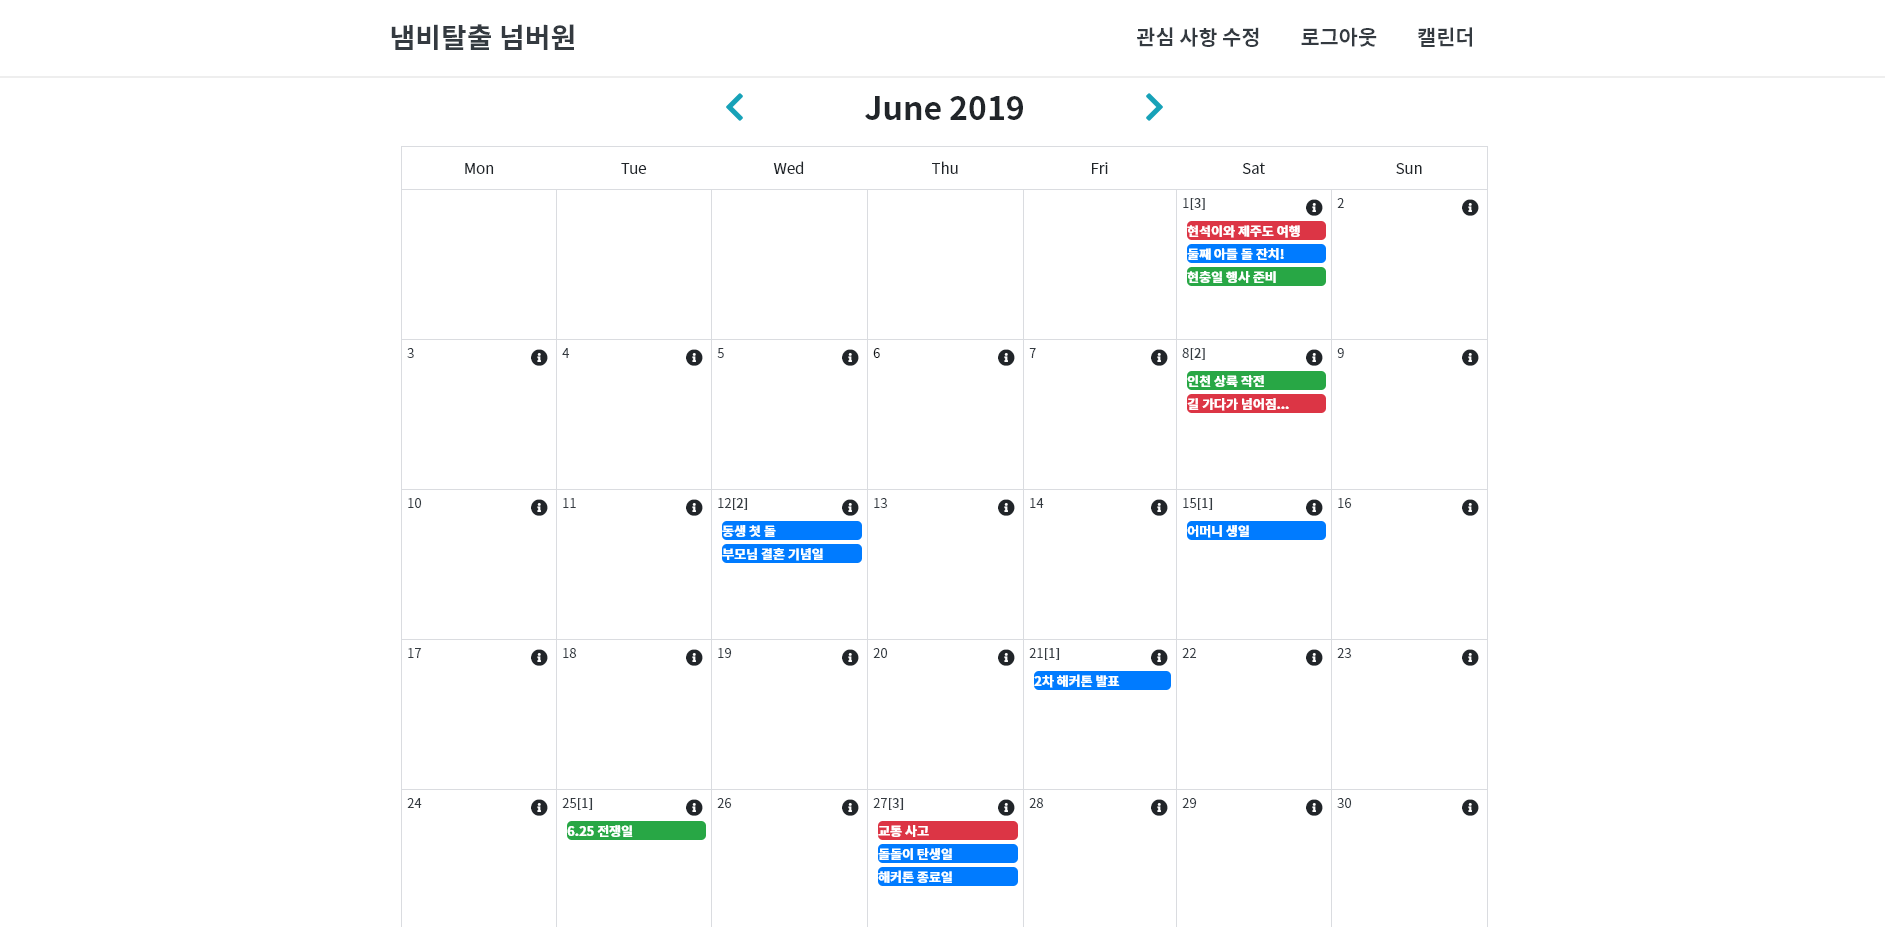 냄비탈출 넘버원
관심 사항 수정 로그아웃 캘린더
June 2019
Mon Tue Wed Thu Fri Sat Sun
1[3] 2
현석이와 제주도 여행
둘째 아들 돌 잔치!
현충일 행사 준비
3 4 5 6 7 8[2] 9
인천 상륙 작전
길 가다가 넘어짐...
10 11 12[2] 13 14 15[1] 16
동생 첫 돌 어머니 생일
부모님 결혼 기념일
17 18 19 20 21[1] 22 23
2차 해커톤 발표
24 25[1] 26 27[3] 28 29 30
6.25 전쟁일 교통 사고
돌돌이 탄생일
해커톤 종료일